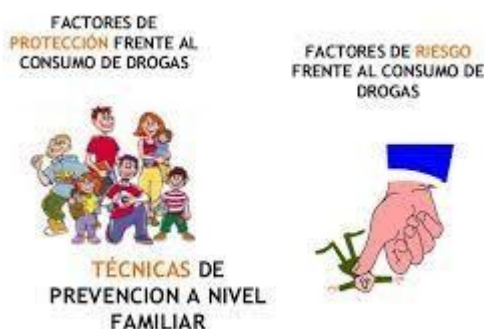 FACTORES DE
PROTECCIÓN FRENTE AL
CONSUMO DE DROGAS
FACTORES DE RIESGO
FRENTE AL CONSUMO DE
DROGAS
TÉCNICAS DE
PREVENCION A NIVEL
FAMILIAR